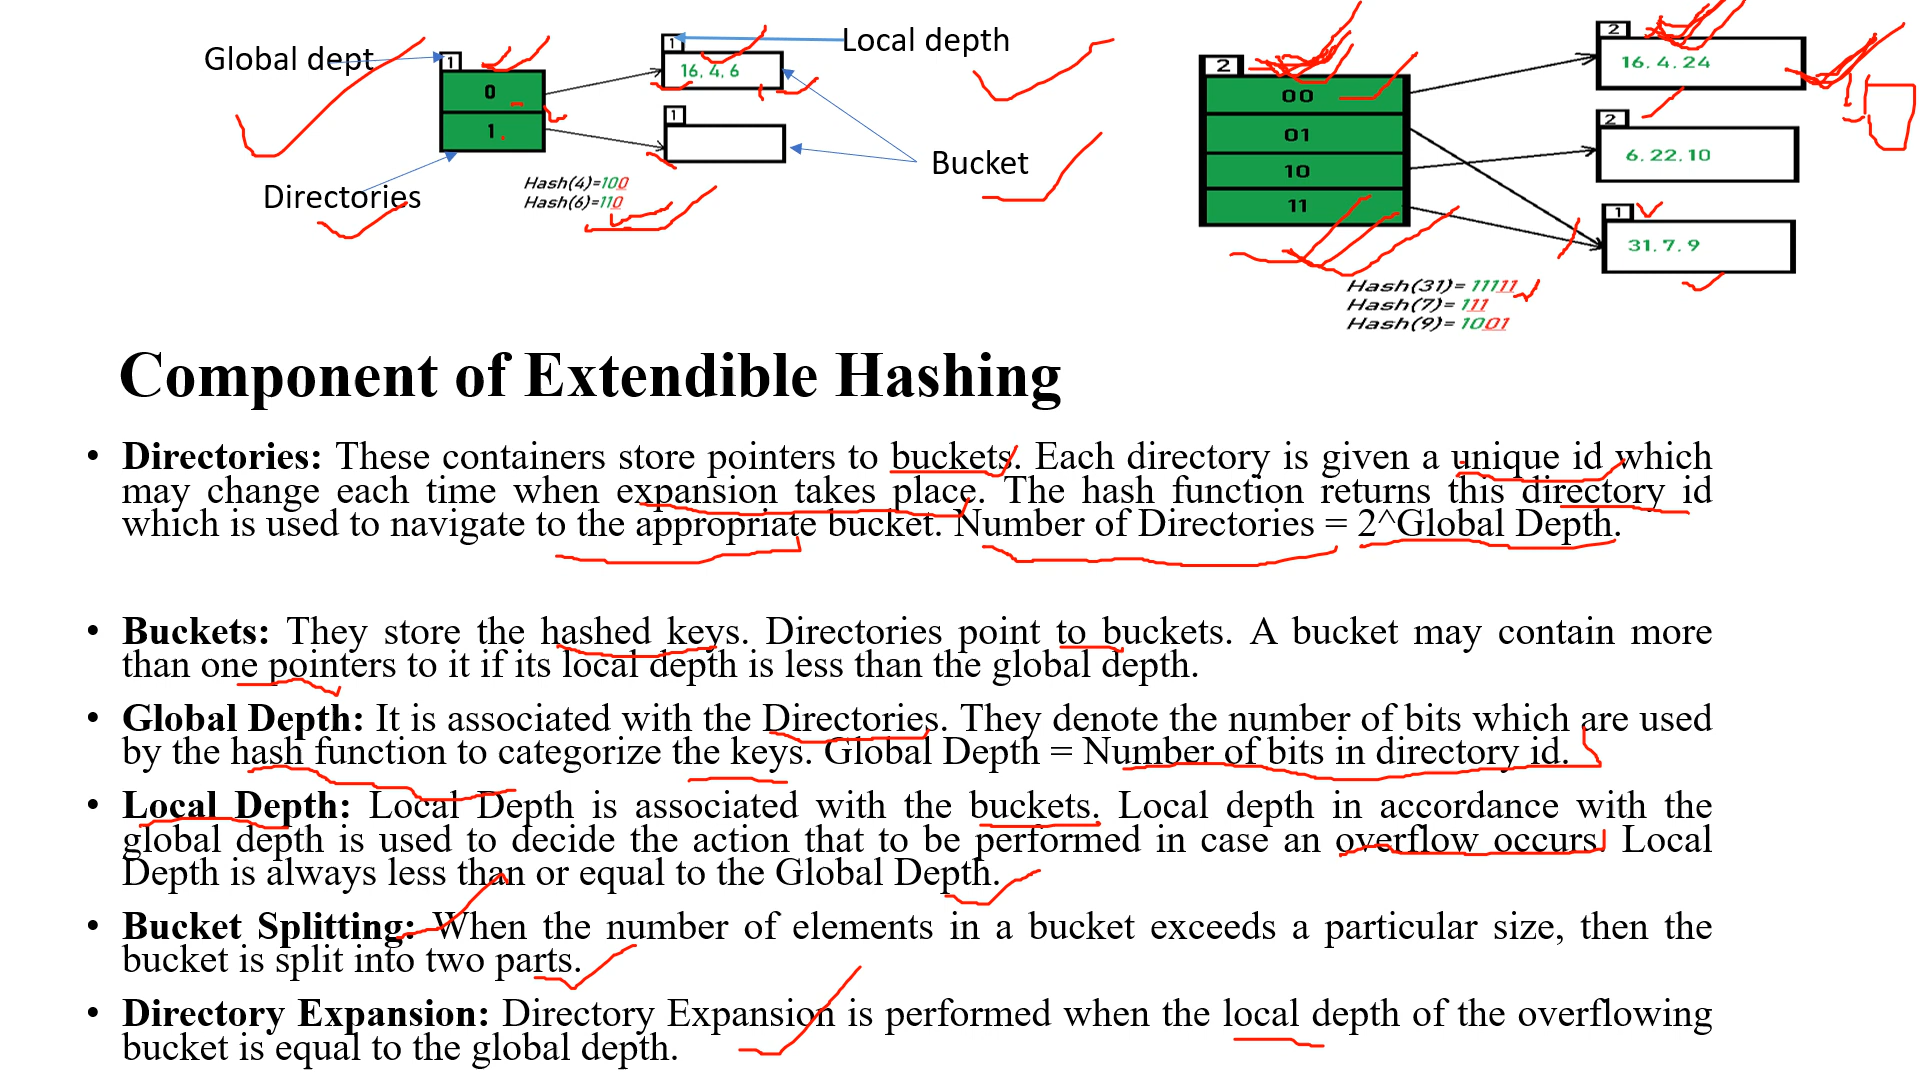 Global dept
1
0
1
Directories
1
16, 4, 6
1
Local depth
Bucket
Hash(4)=100
Hash(6)=110
2
00
01
10
11
2
16. 4. 24
2
6. 22. 10
1
31. 7. 9
Hash(31)= 11111
Hash(7)= 111
Hash(9)= 1001
Component of Extendible Hashing
• Directories: These containers store pointers to buckets. Each directory is given a unique id which
may change each time when expansion takes place. The hash function returns this directory id
which is used to navigate to the appropriate bucket. Number of Directories = 2^Global Depth.
• Buckets: They store the hashed keys. Directories point to buckets. A bucket may contain more
than one pointers to it if its local depth is less than the global depth.
• Global Depth: It is associated with the Directories. They denote the number of bits which are used
by the hash function to categorize the keys. Global Depth = Number of bits in directory id.
• Local Depth: Local Depth is associated with the buckets. Local depth in accordance with the
global depth is used to decide the action that to be performed in case an overflow occurs. Local
Depth is always less than or equal to the Global Depth.
• Bucket Splitting: When the number of elements in a bucket exceeds a particular size, then the
bucket is split into two parts.
• Directory Expansion: Directory Expansion is performed when the local depth of the overflowing
bucket is equal to the global depth.